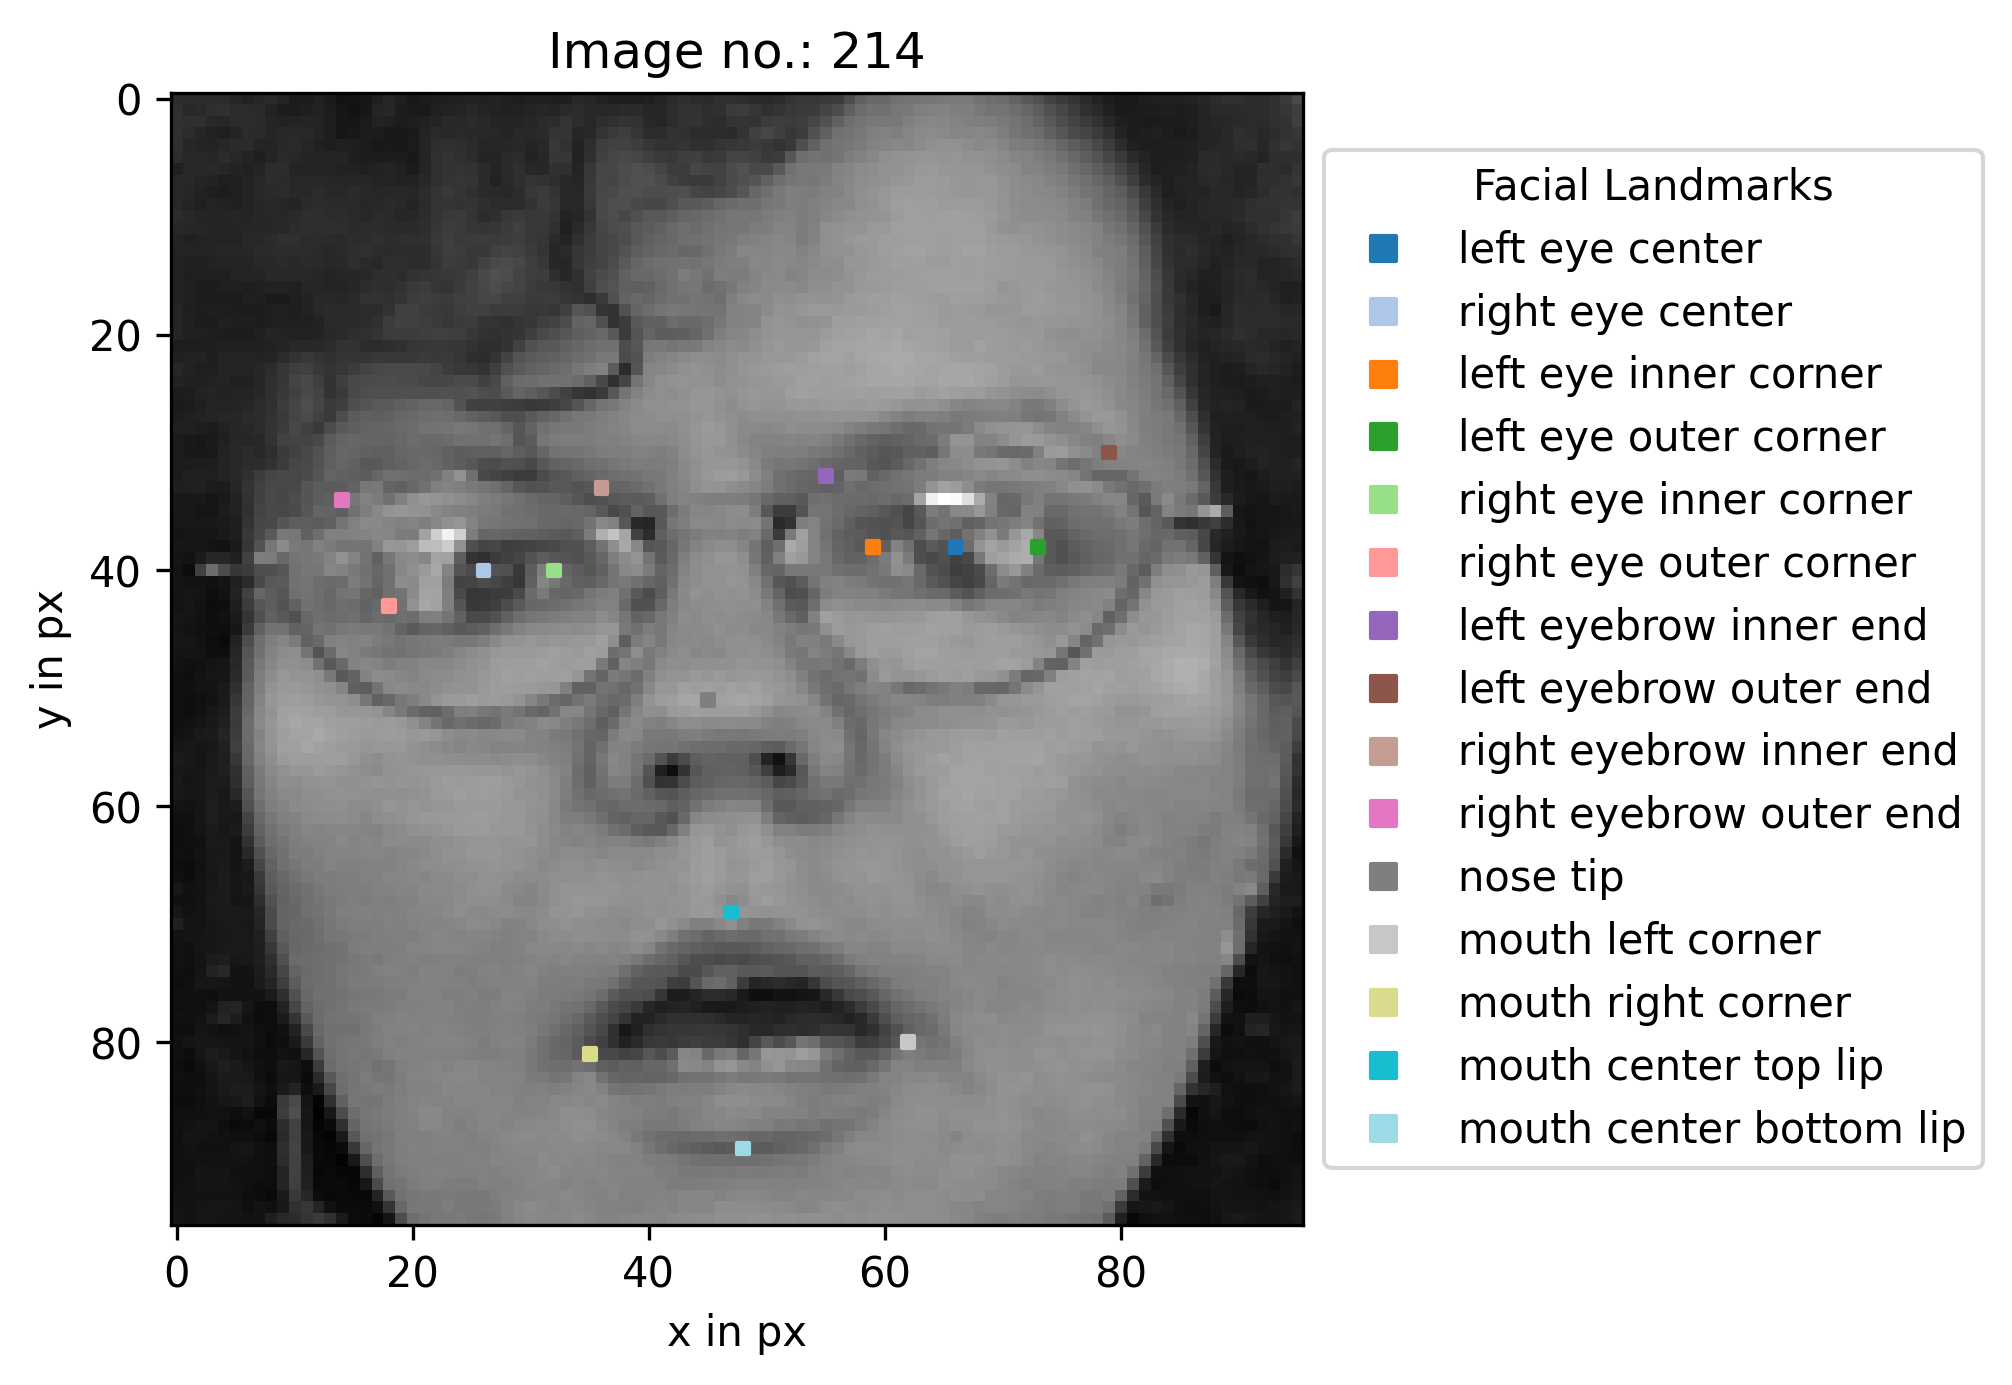 Image no.: 214
0
20
40
60
80
y in px
0 20 40 60 80
x in px
Facial Landmarks
left eye center
right eye center
left eye inner corner
left eye outer corner
right eye inner corner
right eye outer corner
left eyebrow inner end
left eyebrow outer end
right eyebrow inner end
right eyebrow outer end
nose tip
mouth left corner
mouth right corner
mouth center top lip
mouth center bottom lip